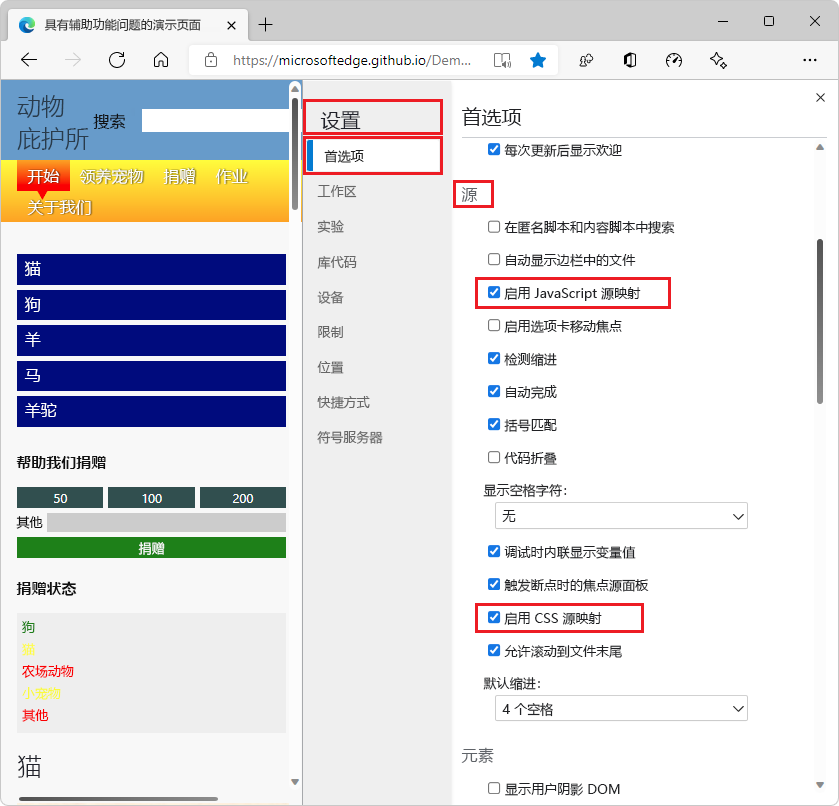 具有辅助功能问题的演示页面
https://microsoftedge.github.io/Dem...
动物
庇护所
搜索
开始 领养宠物 捐赠 作业
关于我们
猫
狗
羊
马
羊驼
帮助我们捐赠
50 100 200
其他
捐赠
捐赠状态
狗
猫
农场动物
小宠物
其他
猫
设置
首选项
工作区
实验
库代码
设备
限制
位置
快捷方式
符号服务器
首选项
每次更新后显示欢迎
源
在匿名脚本和内容脚本中搜索
自动显示边栏中的文件
启用 JavaScript 源映射
启用选项卡移动焦点
检测缩进
自动完成
括号匹配
代码折叠
显示空格字符:
无
调试时内联显示变量值
触发断点时的焦点源面板
启用 CSS 源映射
允许滚动到文件末尾
默认缩进:
4 个空格
元素
显示用户阴影 DOM